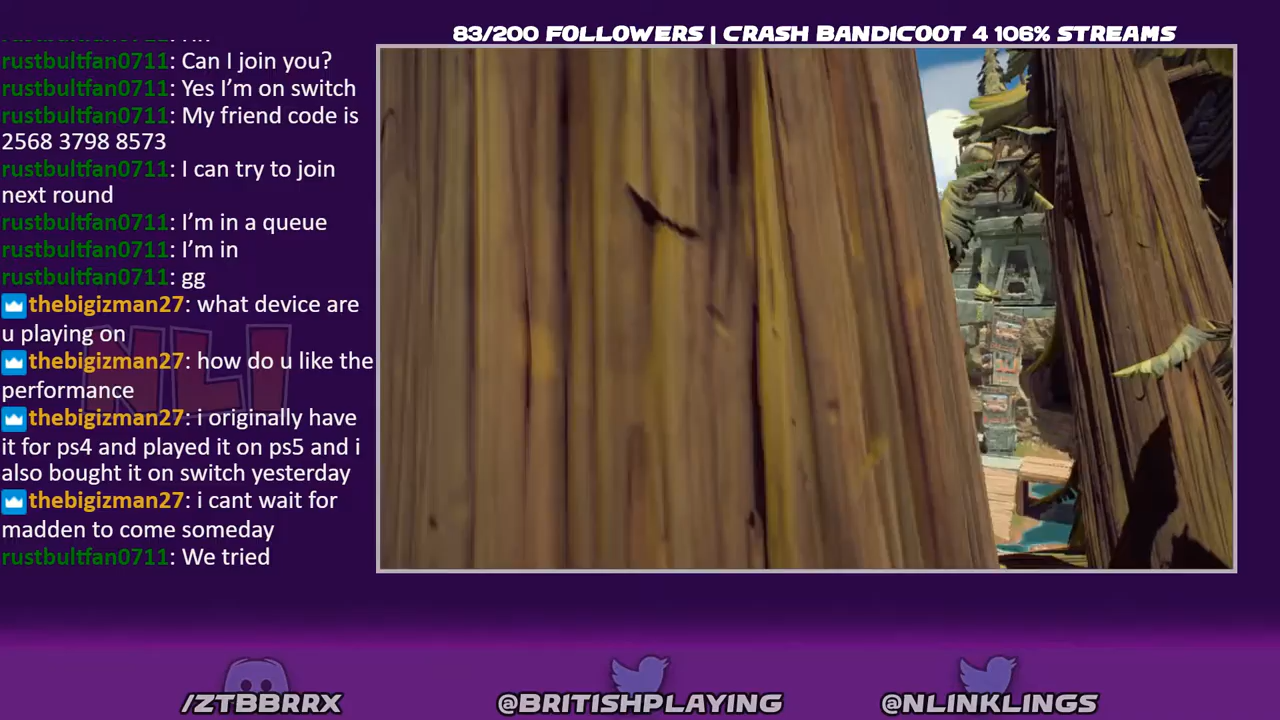 83/200 FOLLOWERS | CRASH BANDICOOT 4 106% STREAMS
rustbultfan0711: Can I join you?
rustbultfan0711: Yes I'm on switch
rustbultfan0711: My friend code is
2568 3798 8573
rustbultfan0711: I can try to join
next round
rustbultfan0711: I'm in a queue
rustbultfan0711: I'm in
rustbultfan0711: gg
thebigizman27: what device are
u playing on
thebigizman27: how do u like the
performance
thebigizman27: i originally have
it for ps4 and played it on ps5 and i
also bought it on switch yesterday
thebigizman27: i cant wait for
madden to come someday
rustbultfan0711: We tried
NLI
/ZTBBRRX
@BRITISHPLAYING
@NLINKLINGS